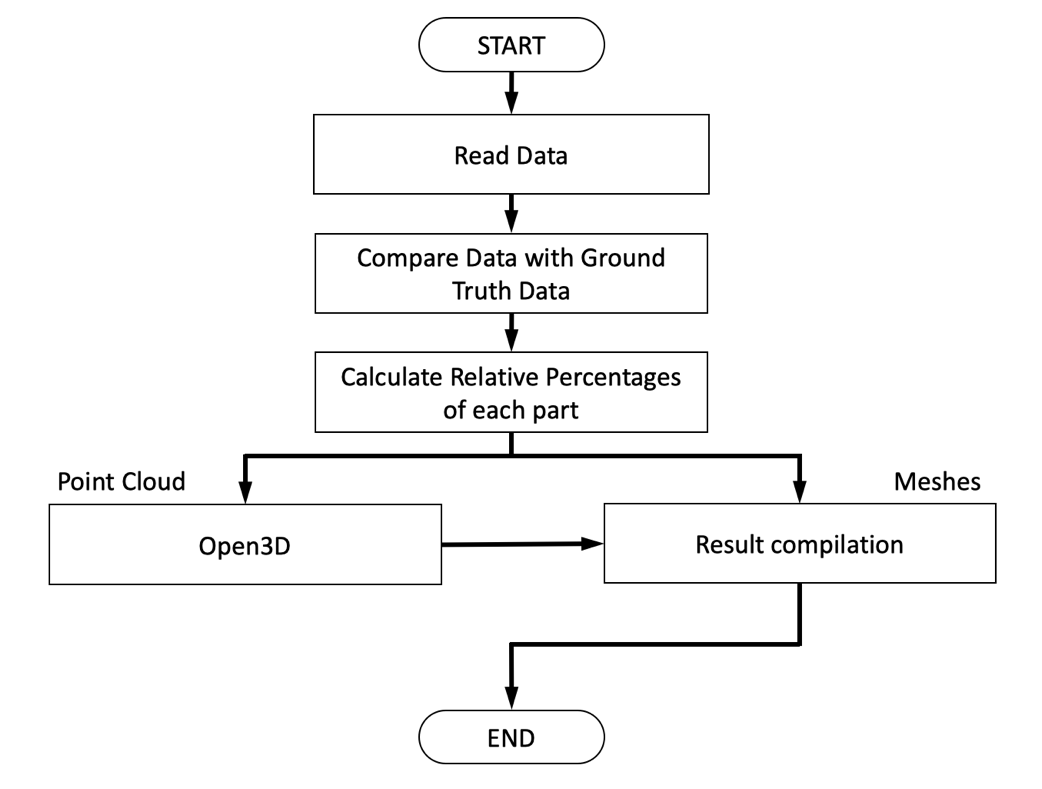 START
Read Data
Compare Data with Ground
Truth Data
Calculate Relative Percentages
of each part
Point Cloud
Meshes
Open3D
Result compilation
END